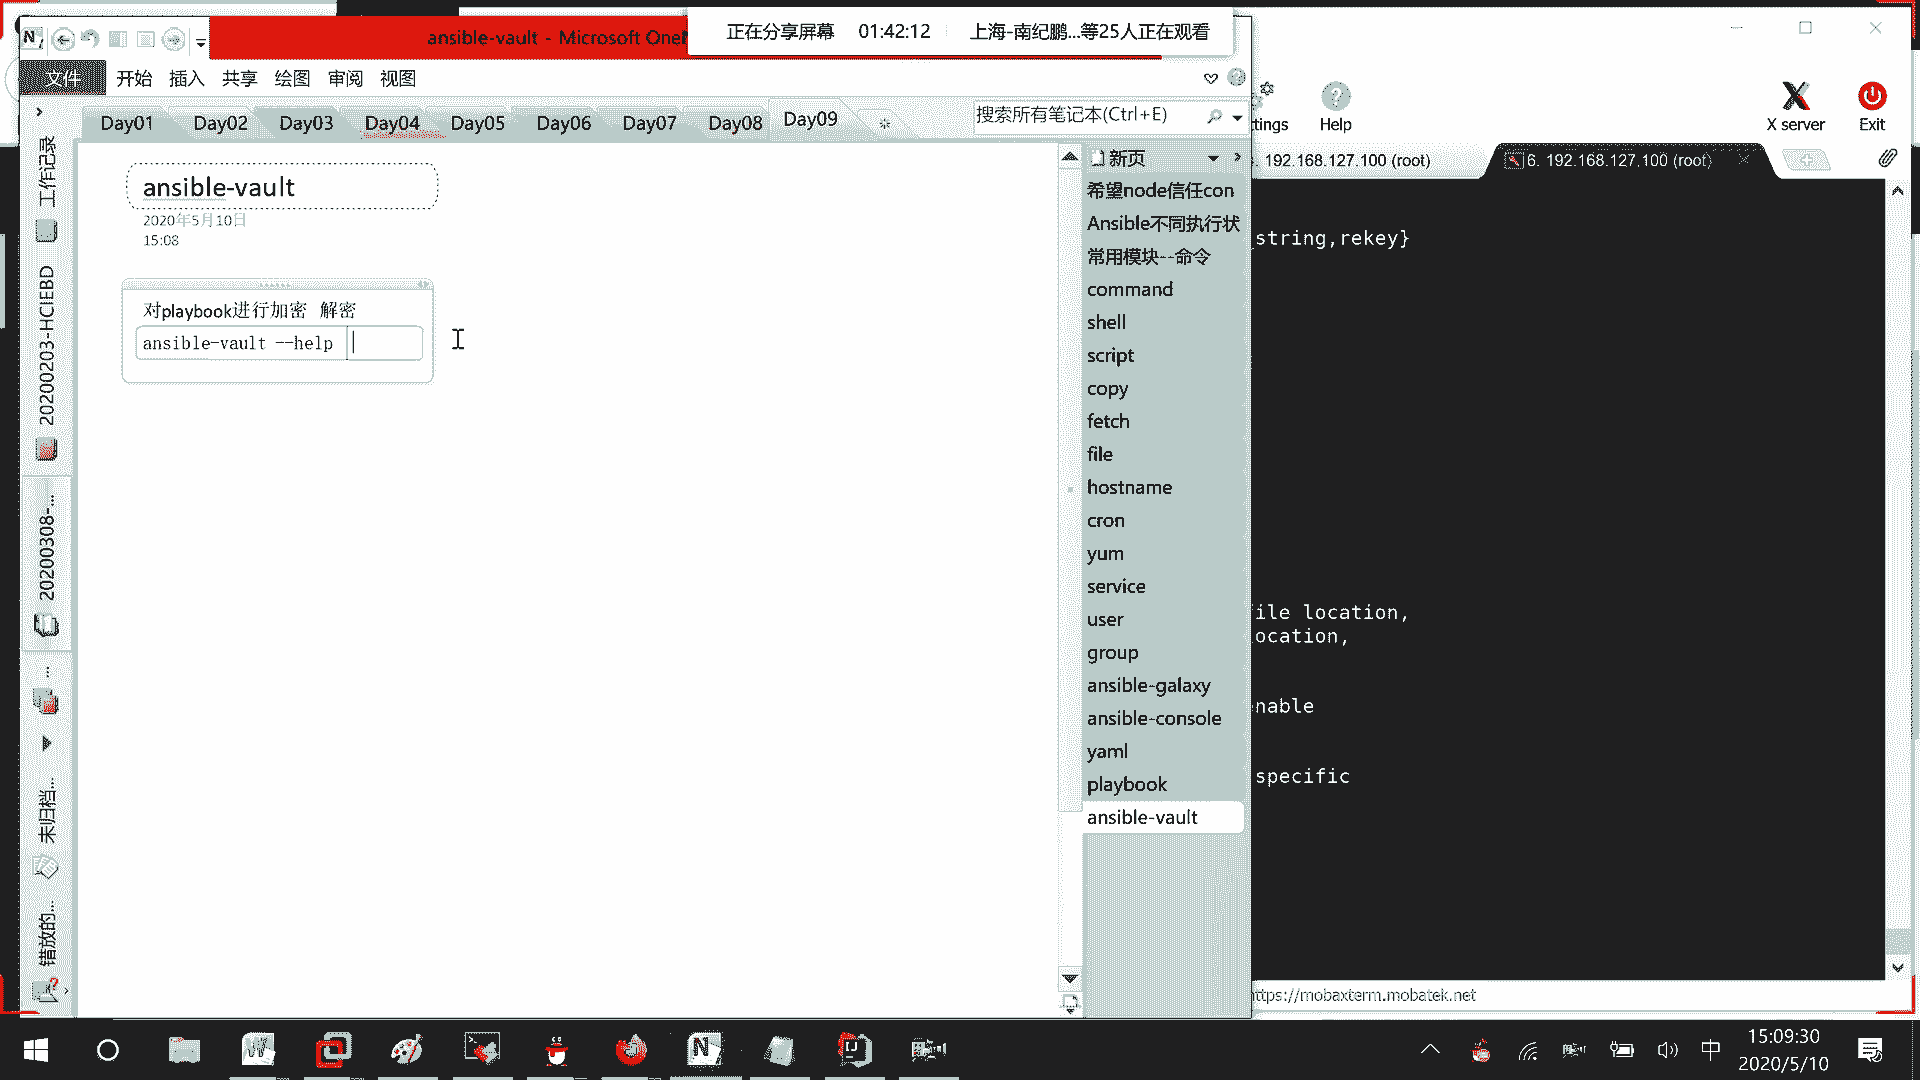 ansible-vault - Microsoft One
正在分享屏幕 01:42:12 上海-南纪鹏...等25人正在观看
文件 开始 插入 共享 绘图 审阅 视图
tings Help X server Exit
Day01 Day02 Day03 Day04 Day05 Day06 Day07 Day08 Day09
搜索所有笔记本(Ctrl+E)
工作记录
20200203-HCIEBD
20200308-...
...
未归档...
错放的...
ansible-vault
2020年5月10日
15:08
对playbook进行加密 解密
ansible-vault --help
新页
希望node信任con
Ansible不同执行状
常用模块--命令
command
shell
script
copy
fetch
file
hostname
cron
yum
service
user
group
ansible-galaxy
ansible-console
yaml
playbook
ansible-vault
. 192.168.127.100 (root) 6. 192.168.127.100 (root)
string,rekey}
ile location,
ocation,
nable
specific
ttps://mobaxterm.mobatek.net
中
15:09:30
2020/5/10